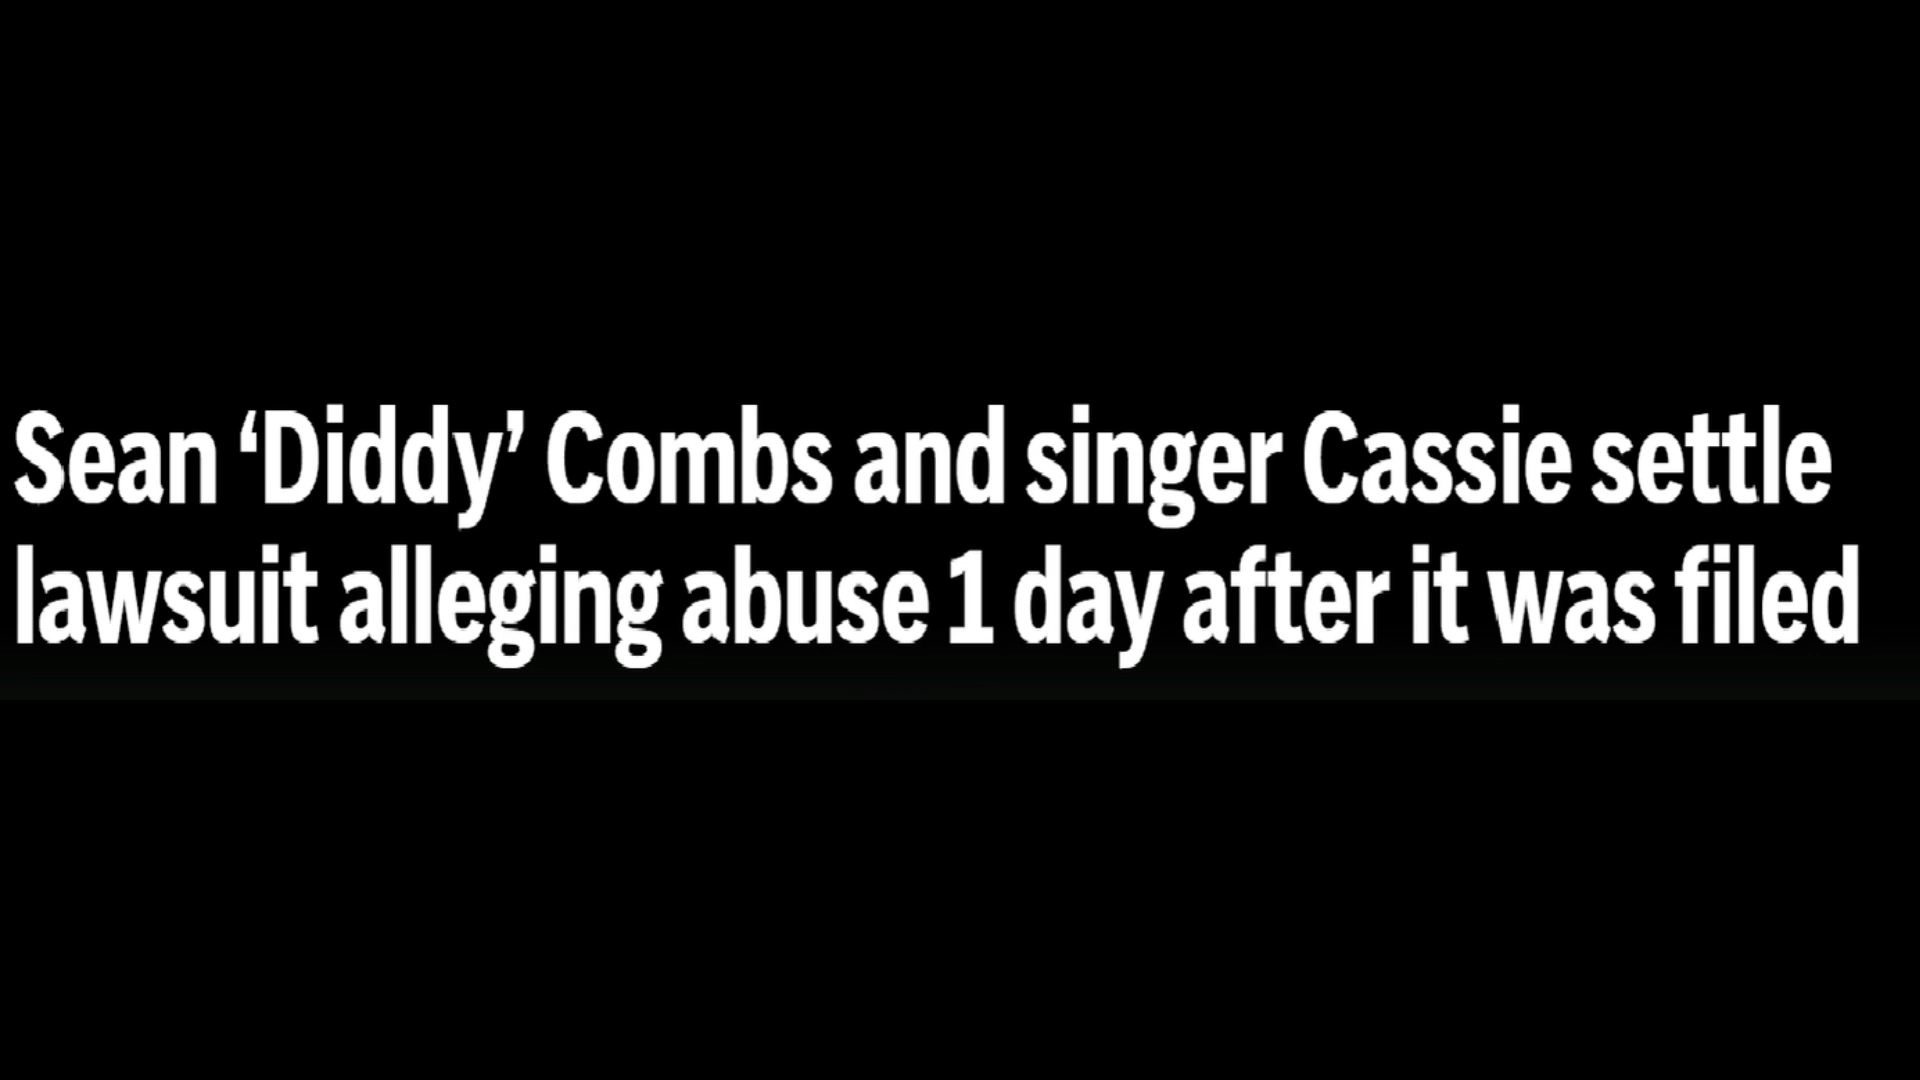 Sean ‘Diddy’ Combs and singer Cassie settle
lawsuit alleging abuse 1 day after it was filed